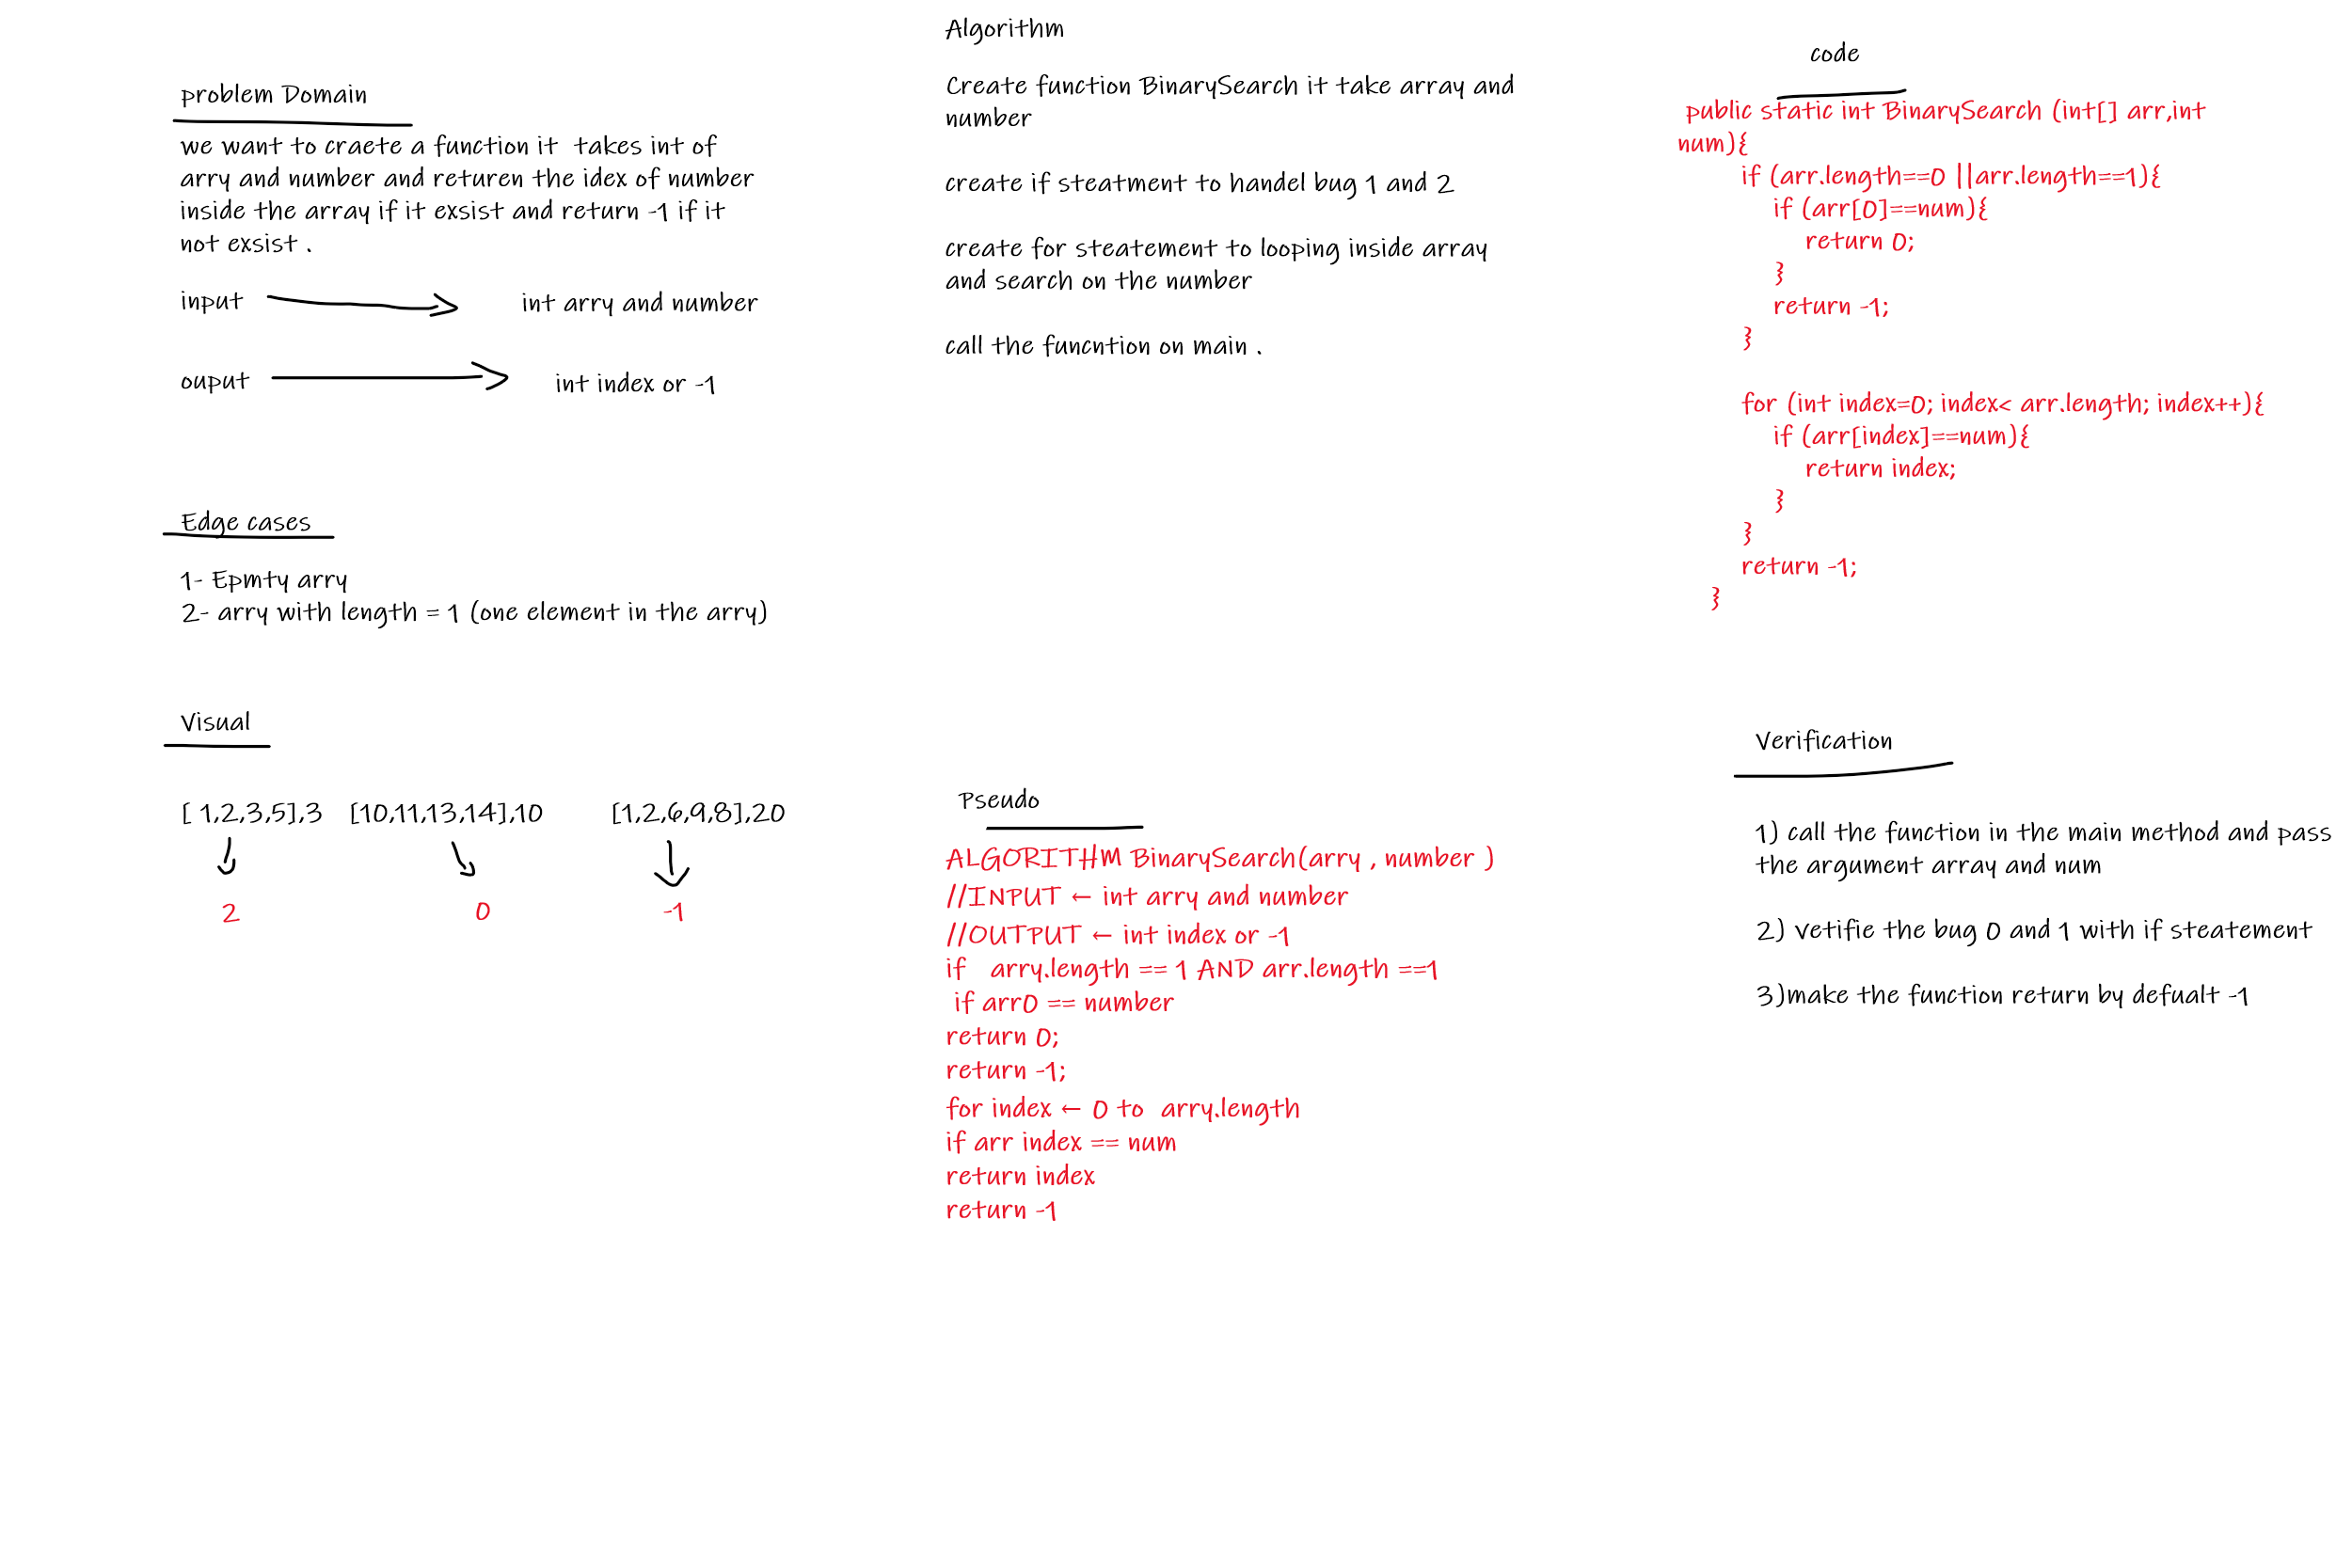 problem Domain
we want to craete a function it takes int of
arry and number and returen the idex of number
inside the array if it exsist and return -1 if it
not exsist .
input
int arry and number
ouput
int index or -1
Edge cases
1- Epmty arry
2- arry with length = 1 (one element in the arry)
Visual
[ 1,2,3,5],3 [10,11,13,14],10 [1,2,6,9,8],20
2 0 -1
Algorithm
Create function BinarySearch it take array and
number
create if steatment to handel bug 1 and 2
create for steatement to looping inside array
and search on the number
call the funcntion on main .
Pseudo
ALGORITHM BinarySearch(arry , number )
//INPUT ← int arry and number
//OUTPUT ← int index or -1
if arry.length == 1 AND arr.length ==1
if arr0 == number
return 0;
return -1;
for index ← 0 to arry.length
if arr index == num
return index
return -1
code
public static int BinarySearch (int[] arr,int
num){
if (arr.length==0 ||arr.length==1){
if (arr[0]==num){
return 0;
}
return -1;
}
for (int index=0; index< arr.length; index++){
if (arr[index]==num){
return index;
}
}
return -1;
}
Verification
1) call the function in the main method and pass
the argument array and num
2) vetifie the bug 0 and 1 with if steatement
3)make the function return by defualt -1